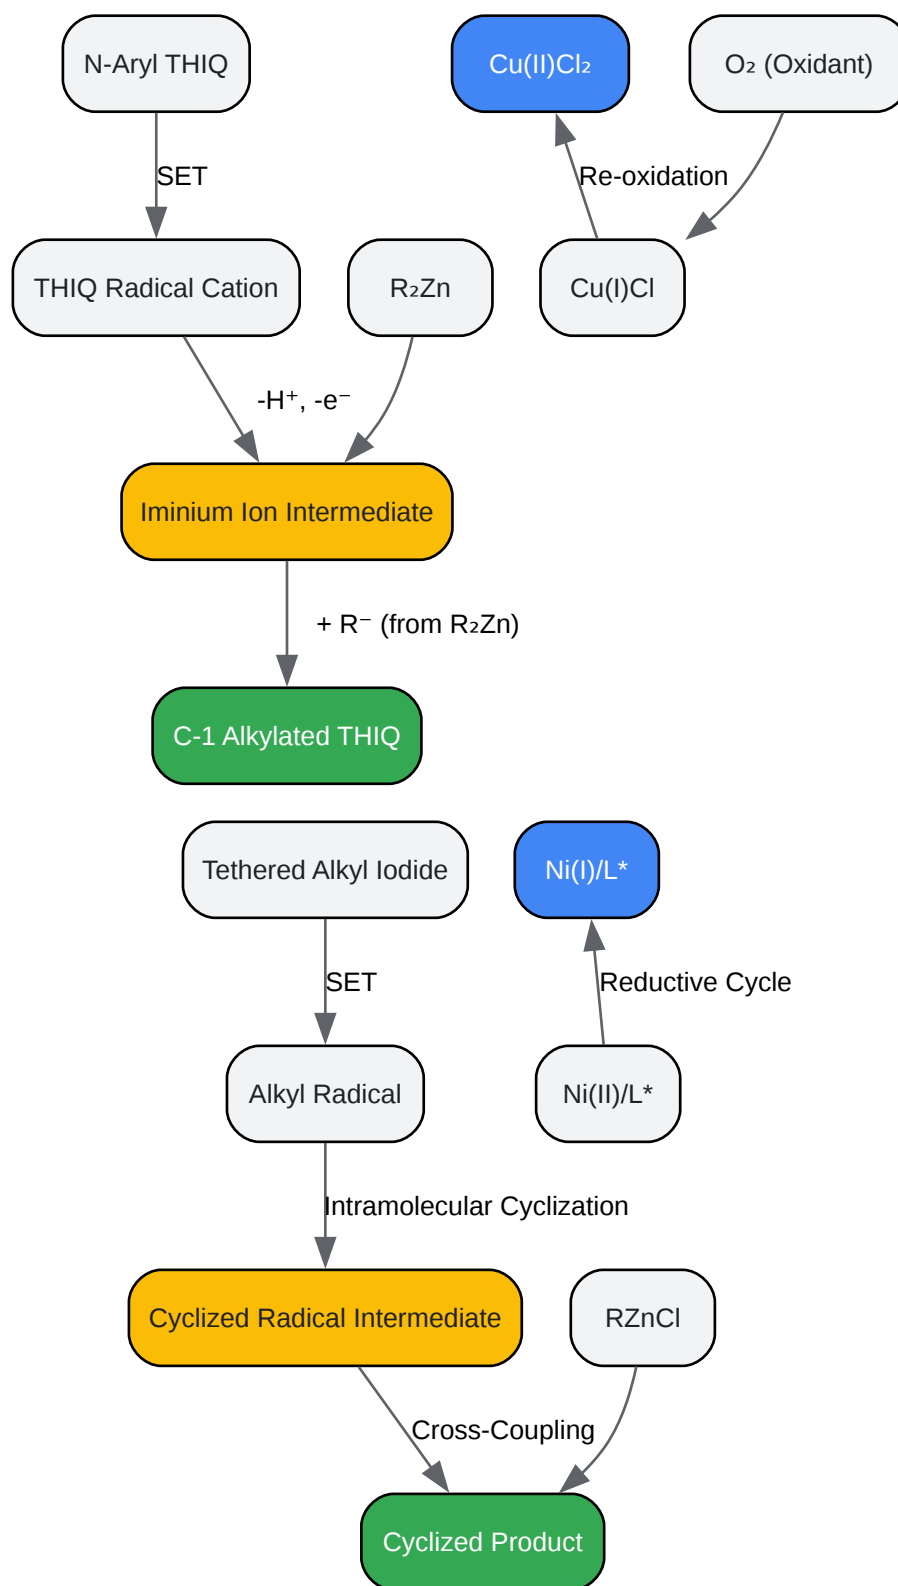 N-Aryl THIQ
Cu(II)Cl₂
O₂ (Oxidant)
SET
Re-oxidation
THIQ Radical Cation
R₂Zn
Cu(I)Cl
-H⁺, -e⁻
Iminium Ion Intermediate
+ R⁻ (from R₂Zn)
C-1 Alkylated THIQ
Tethered Alkyl Iodide
Ni(I)/L*
SET
Reductive Cycle
Alkyl Radical
Ni(II)/L*
Intramolecular Cyclization
Cyclized Radical Intermediate
RZnCl
Cross-Coupling
Cyclized Product